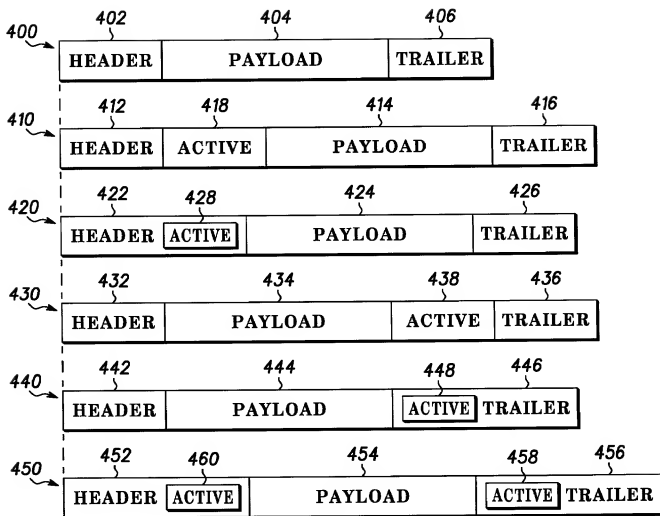 402 404 406
400
HEADER PAYLOAD TRAILER
412 418 414 416
410
HEADER ACTIVE PAYLOAD TRAILER
422 428 424 426
420
HEADER ACTIVE PAYLOAD TRAILER
432 434 438 436
430
HEADER PAYLOAD ACTIVE TRAILER
442 444 448 446
440
HEADER PAYLOAD ACTIVE TRAILER
452 460 454 458 456
450
HEADER ACTIVE PAYLOAD ACTIVE TRAILER